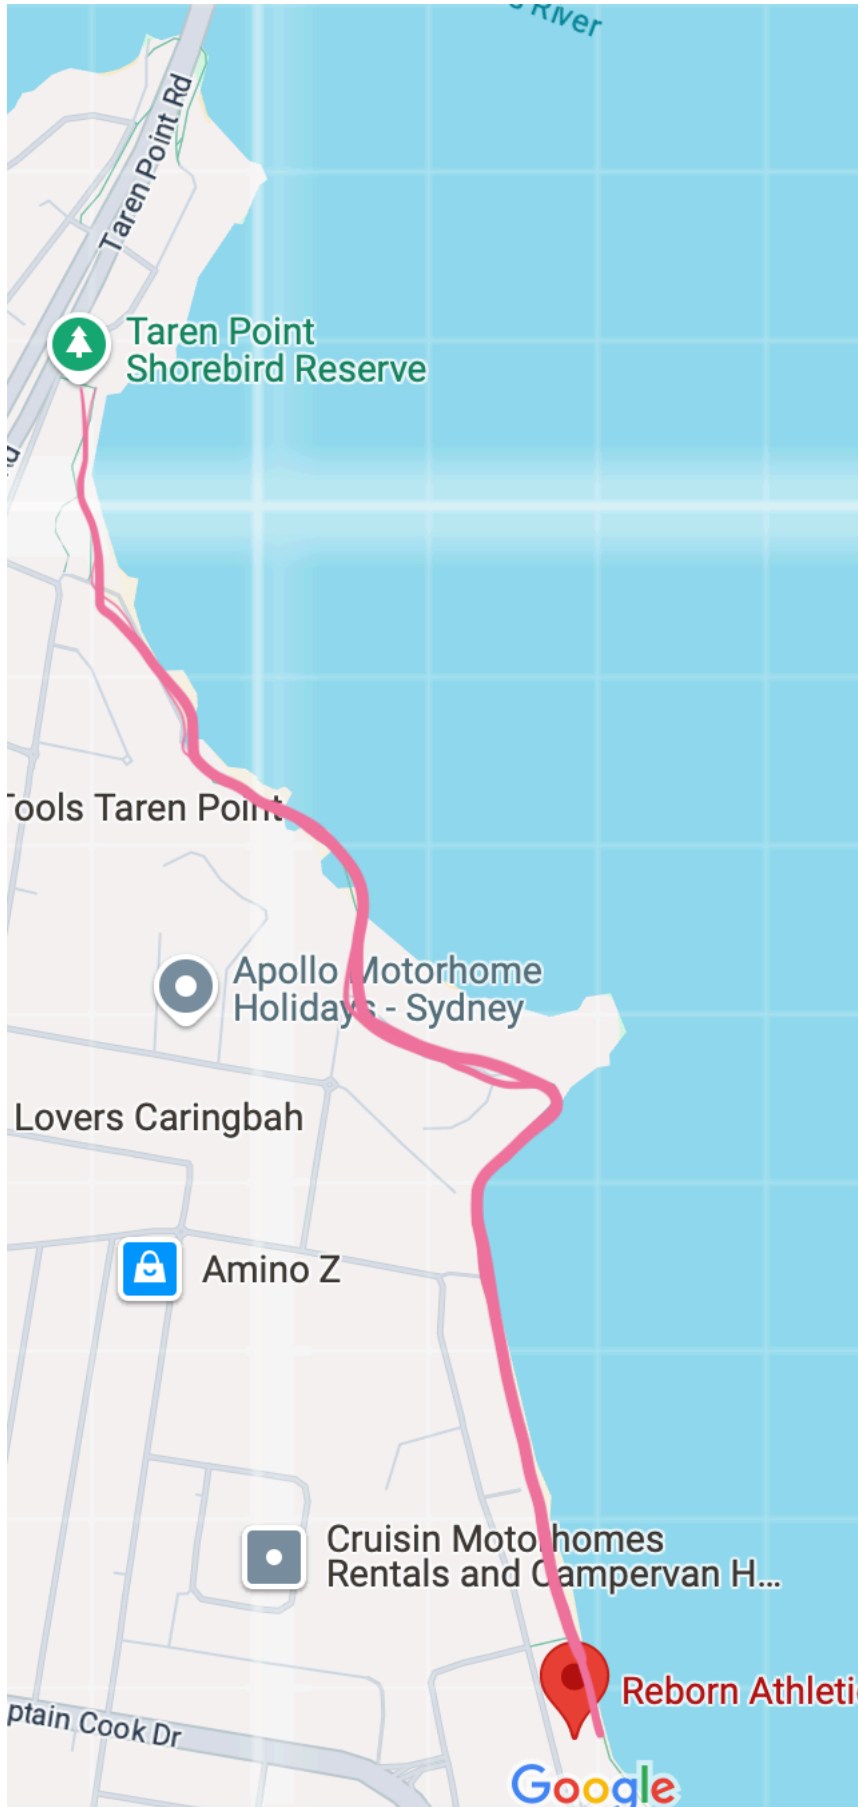 River
Taren Point Rd
Taren Point
Shorebird Reserve
Tools Taren Point
Apollo Motorhome
Holidays - Sydney
Lovers Caringbah
Amino Z
Cruisin Motorhomes
Rentals and Campervan H...
Reborn Athleti
ptain Cook Dr
Google